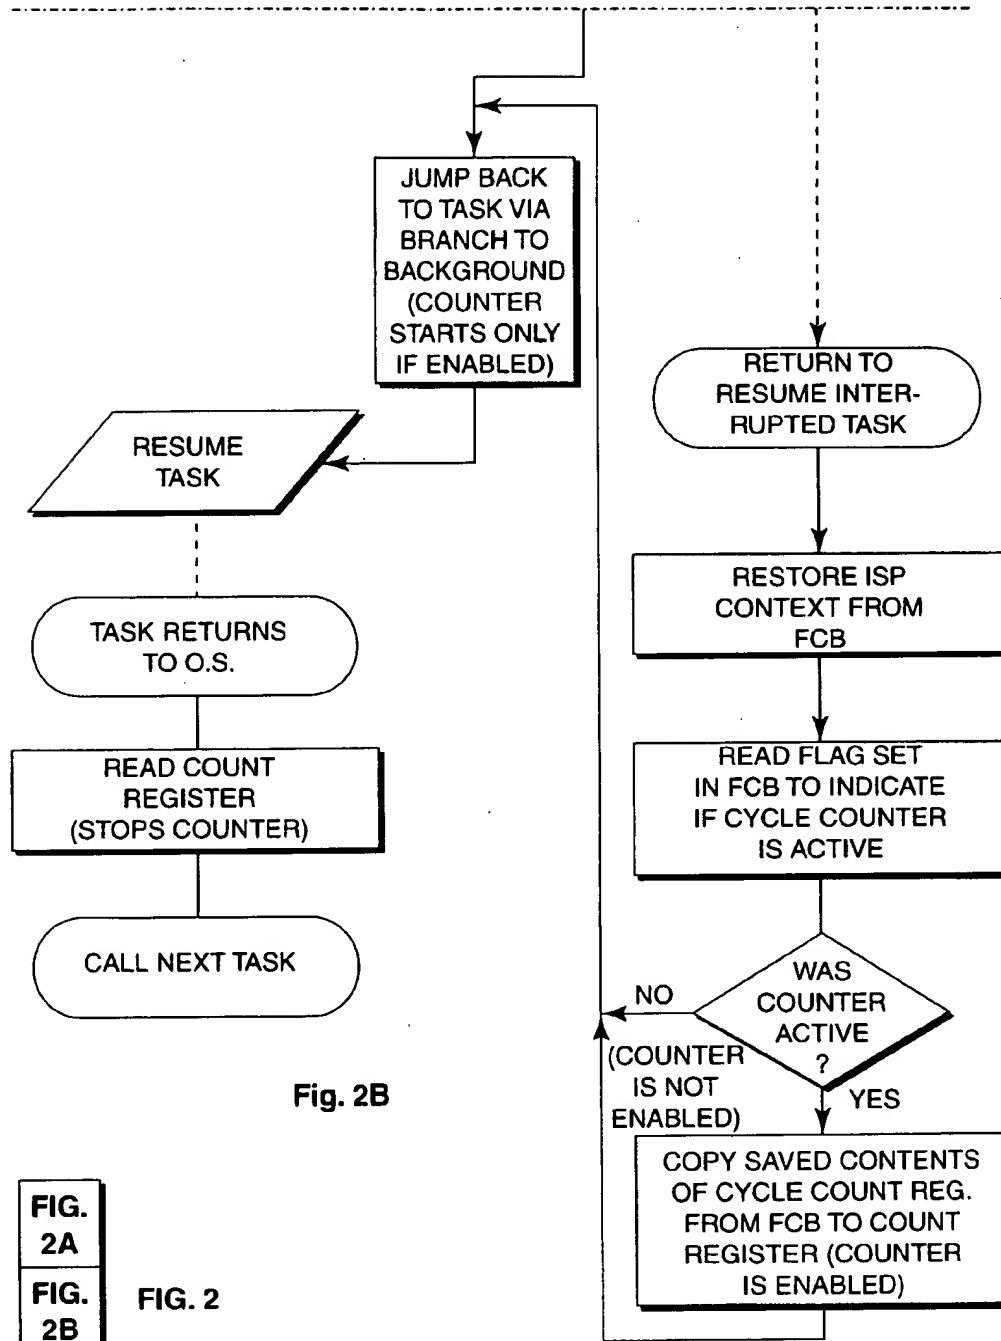 JUMP BACK
TO TASK VIA
BRANCH TO
BACKGROUND
(COUNTER
STARTS ONLY
IF ENABLED)
RESUME
TASK
TASK RETURNS
TO O.S.
READ COUNT
REGISTER
(STOPS COUNTER)
CALL NEXT TASK
RETURN TO
RESUME INTER-
RUPTED TASK
RESTORE ISP
CONTEXT FROM
FCB
READ FLAG SET
IN FCB TO INDICATE
IF CYCLE COUNTER
IS ACTIVE
WAS
COUNTER
ACTIVE
?
NO
(COUNTER
IS NOT
ENABLED)
YES
COPY SAVED CONTENTS
OF CYCLE COUNT REG.
FROM FCB TO COUNT
REGISTER (COUNTER
IS ENABLED)
Fig. 2B
FIG.
2A
FIG.
2B
FIG. 2